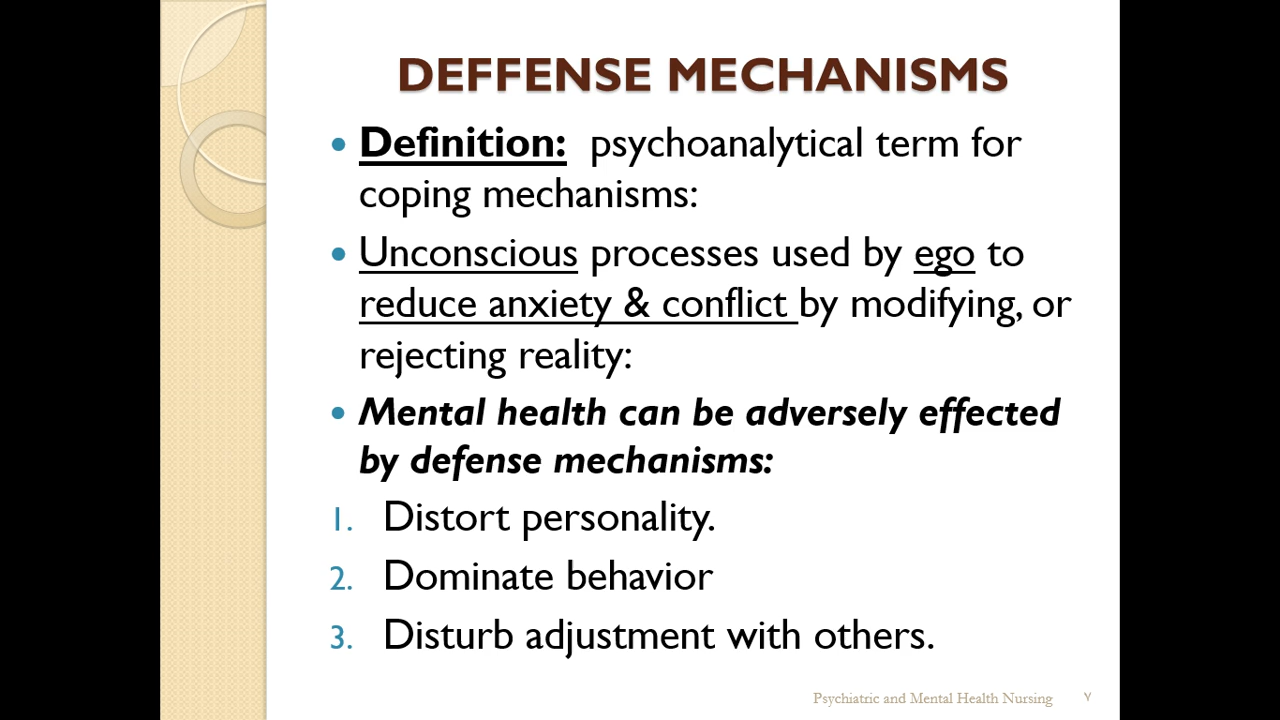 DEFFENSE MECHANISMS
• Definition: psychoanalytical term for
coping mechanisms:
• Unconscious processes used by ego to
reduce anxiety & conflict by modifying, or
rejecting reality:
• Mental health can be adversely effected
by defense mechanisms:
1. Distort personality.
2. Dominate behavior
3. Disturb adjustment with others.
Psychiatric and Mental Health Nursing ٧